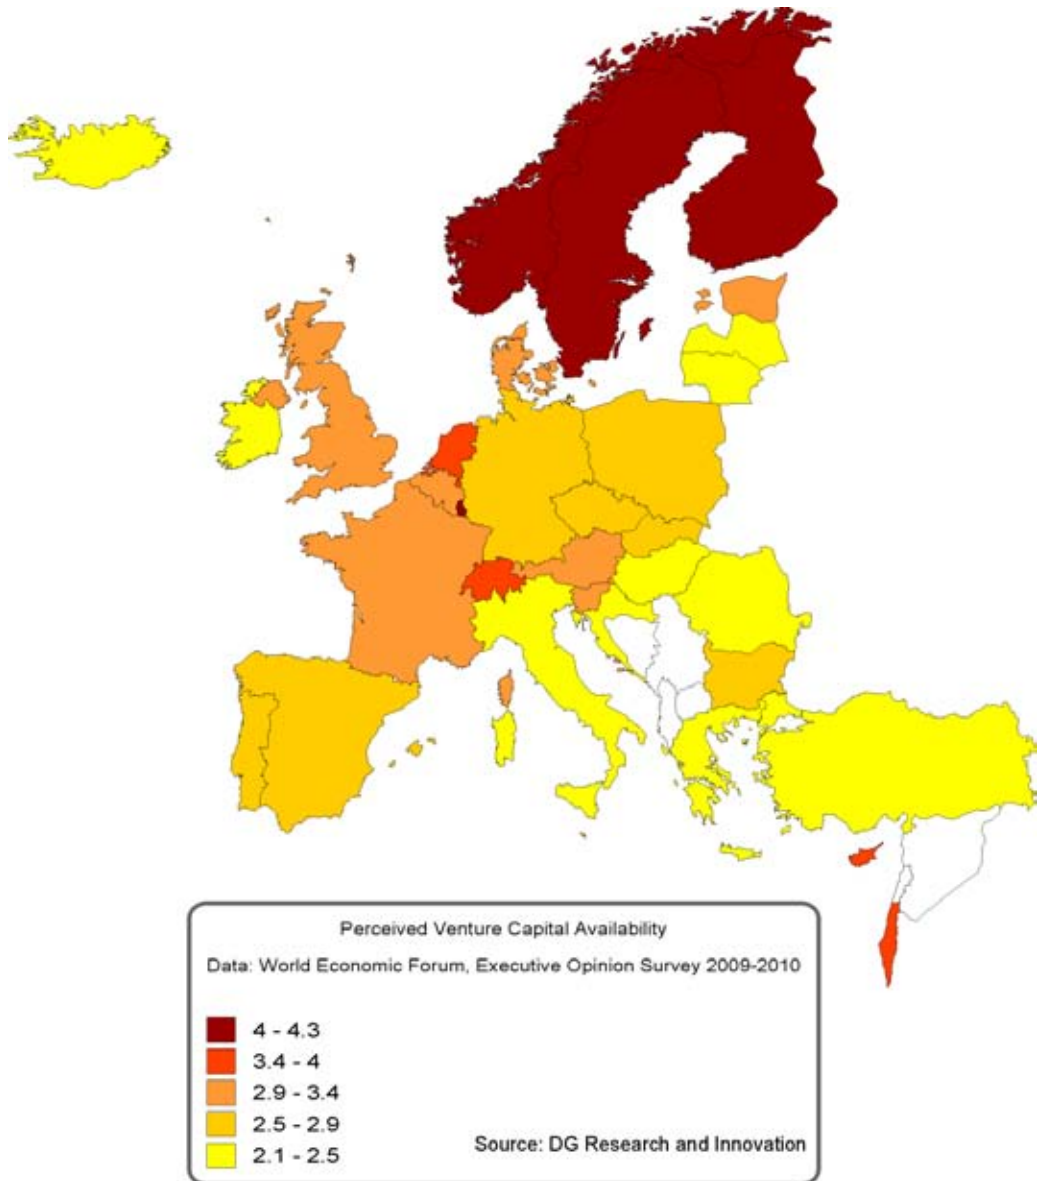 Perceived Venture Capital Availability
Data: World Economic Forum, Executive Opinion Survey 2009-2010
4 - 4.3
3.4 - 4
2.9 - 3.4
2.5 - 2.9
2.1 - 2.5
Source: DG Research and Innovation